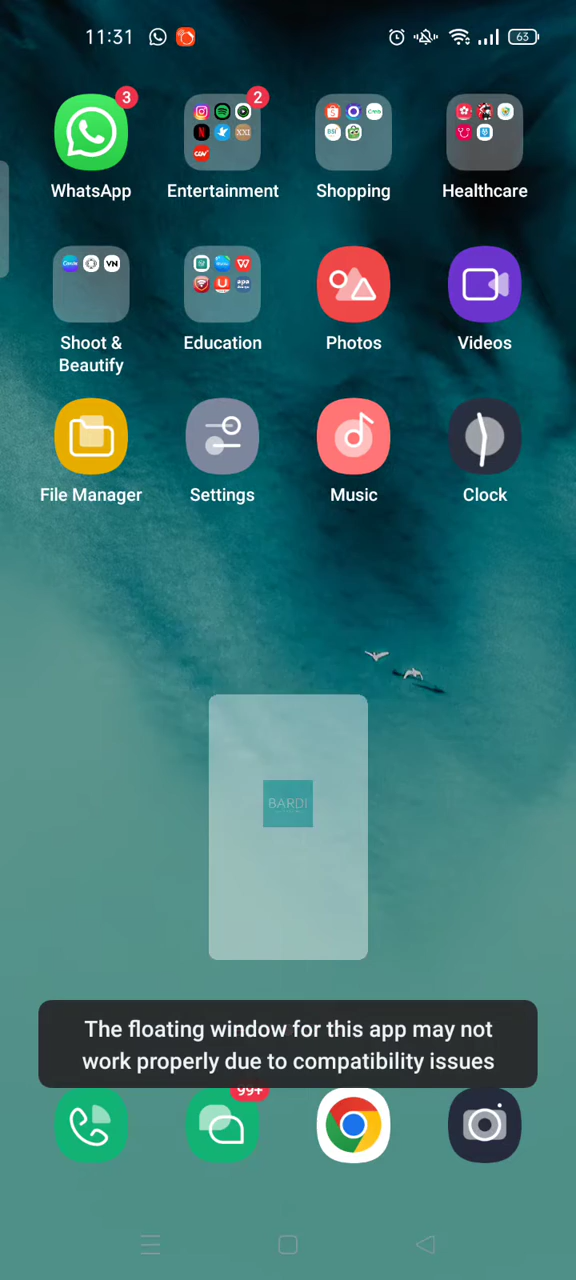 11:31
63
3
2
WhatsApp
Entertainment
Shopping
Healthcare
Shoot &
Beautify
Education
Photos
Videos
File Manager
Settings
Music
Clock
BARDI
The floating window for this app may not
work properly due to compatibility issues
99+